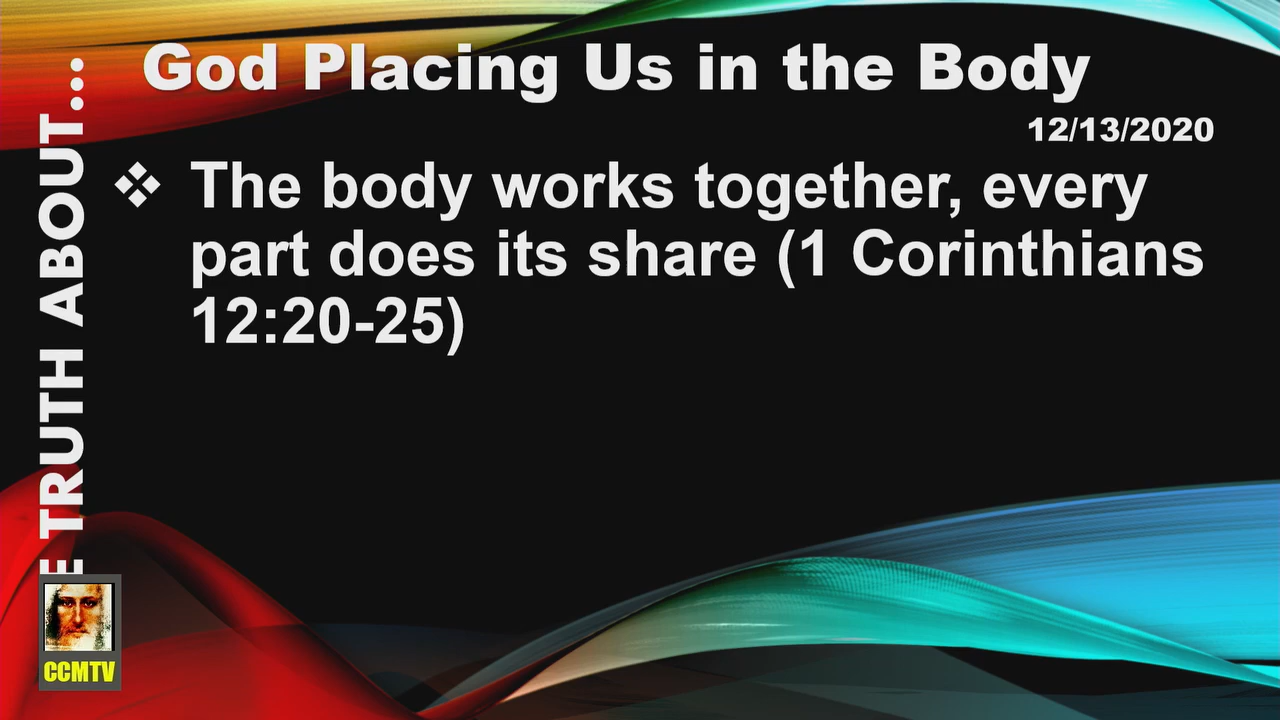 God Placing Us in the Body
12/13/2020
❖ The body works together, every
part does its share (1 Corinthians
12:20-25)
E TRUTH ABOUT...
CCMTV